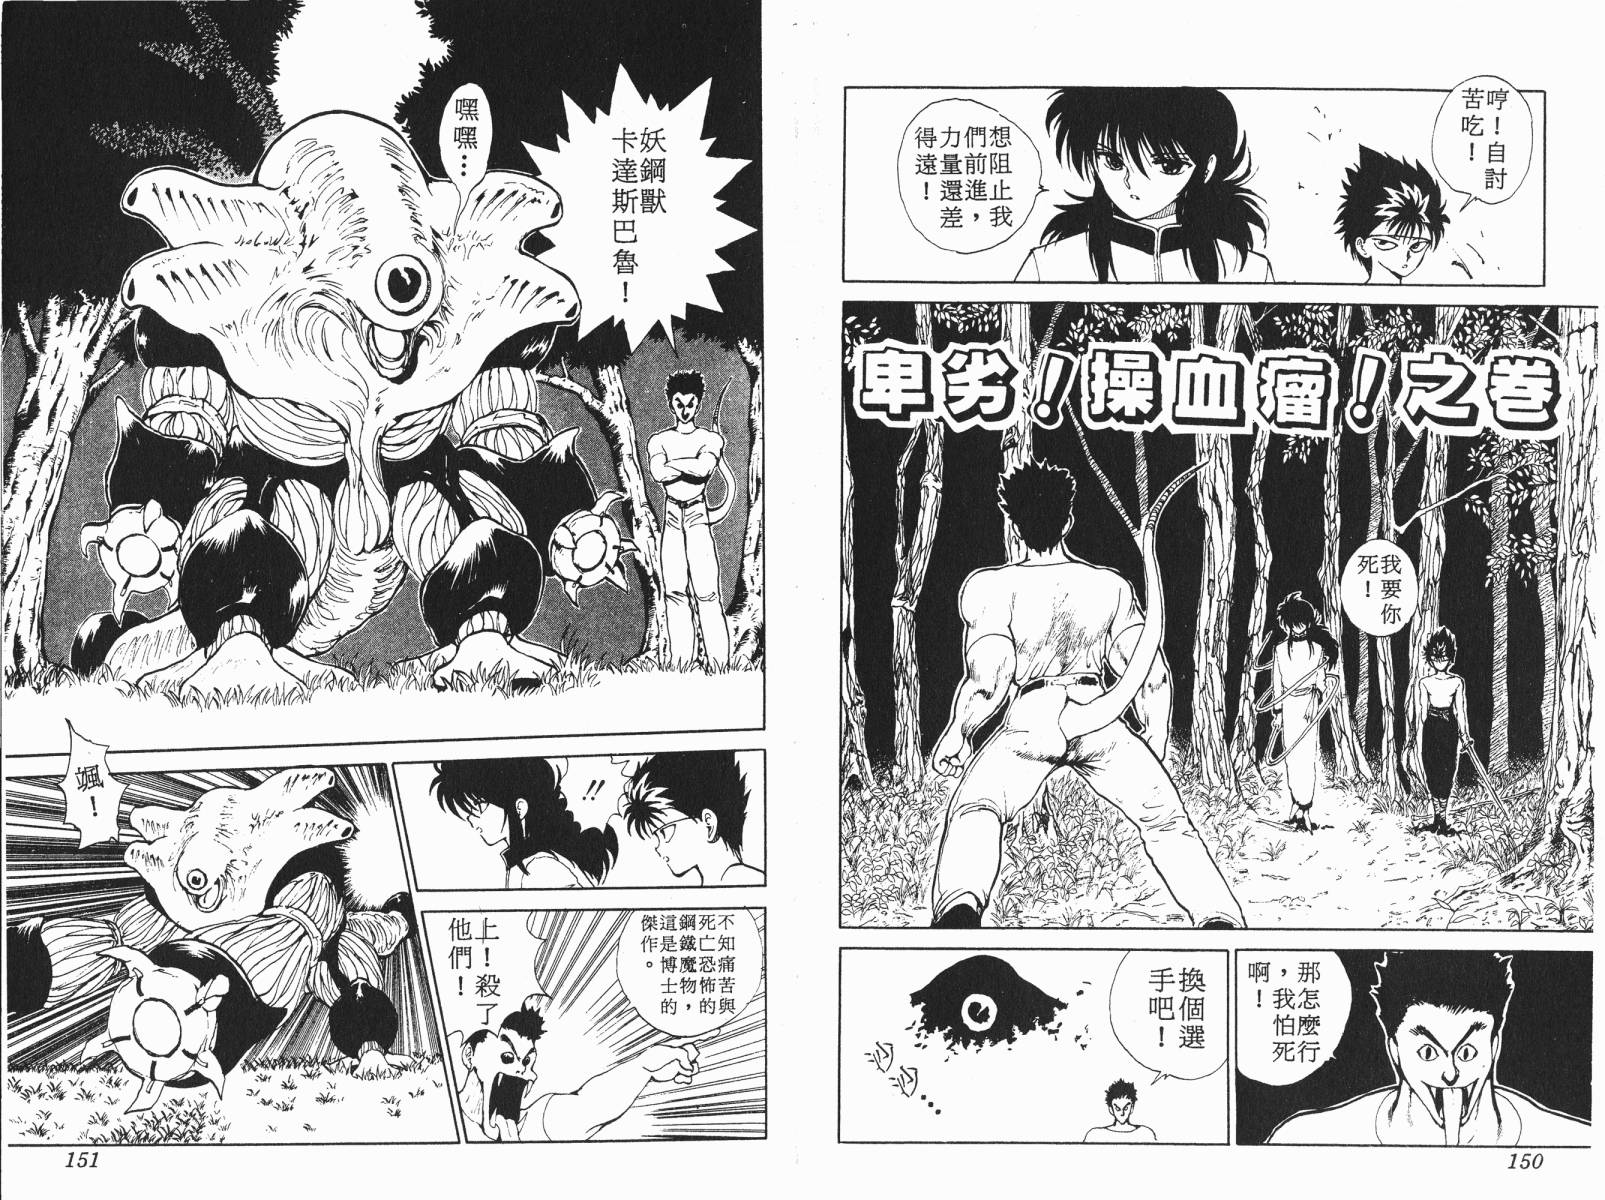 哼！自討
苦吃！
想阻止我
們前進，
力量還差
得遠！
卑劣！操血瘤！之巻
我要你
死！
那怎麼行
，我怕死
啊！
換個選
手吧！
沙
沙…
150
妖鋼獸
卡達斯巴魯！
嘿
嘿…
!!
颯！
不知痛苦與
死亡恐怖的
鋼鐵魔物，
這是博士的
傑作。
上！殺了
他們！
151